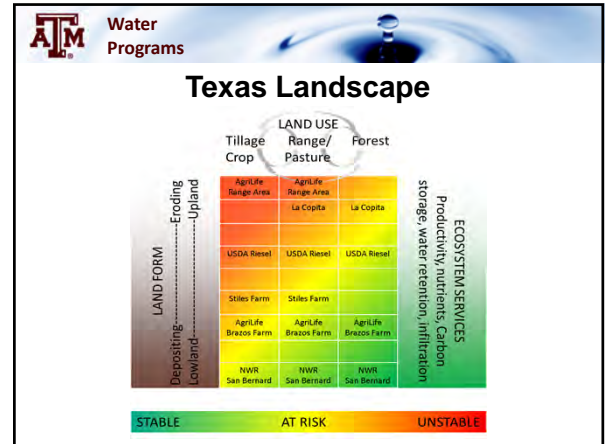 ATM
Water
Programs
Texas Landscape
LAND USE
Tillage Range/ Forest
Crop Pasture
AgriLife AgriLife
Range Area Range Area
La Copita La Copita
USDA Riesel USDA Riesel USDA Riesel
Stiles Farm Stiles Farm
AgriLife AgriLife AgriLife
Brazos Farm Brazos Farm Brazos Farm
NWR NWR NWR
San Bernard San Bernard San Bernard
LAND FORM
Depositing----------------------Eroding
Lowland-------------------------Upland
ECOSYSTEM SERVICES
Productivity, nutrients, Carbon
storage, water retention, infiltration
STABLE AT RISK UNSTABLE